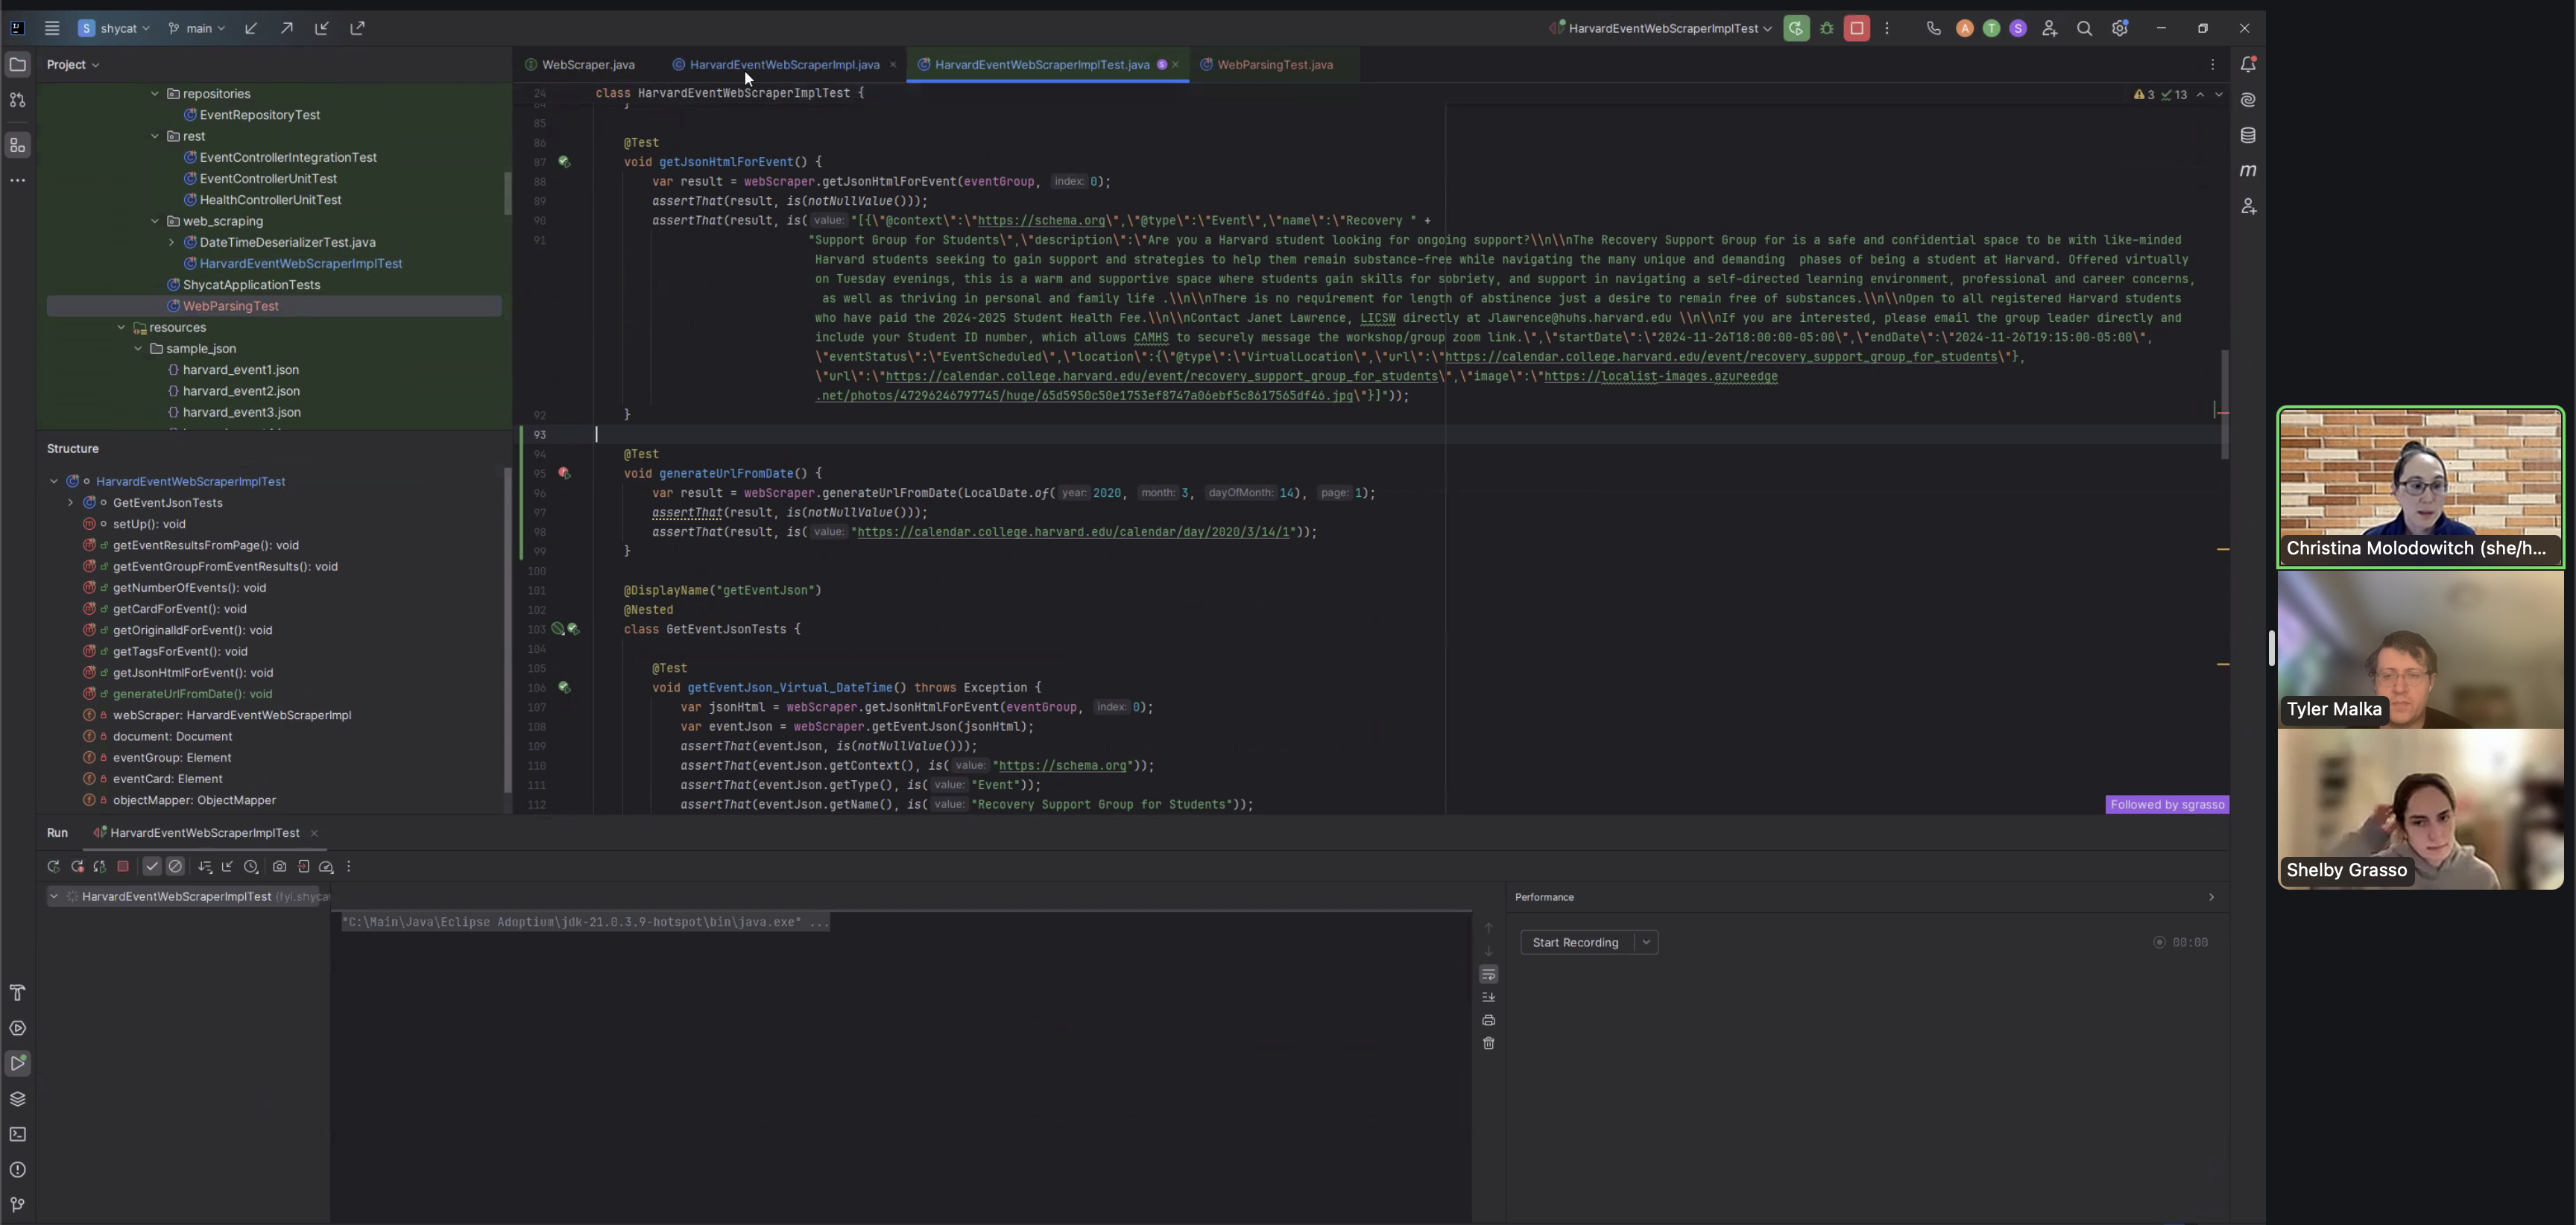 shycat
main
HarvardEventWebScraperImplTest
A
T
S
Project
WebScraper.java
HarvardEventWebScraperImpl.java
HarvardEventWebScraperImplTest.java
S
WebParsingTest.java
repositories
EventRepositoryTest
rest
EventControllerIntegrationTest
EventControllerUnitTest
HealthControllerUnitTest
web_scraping
DateTimeDeserializerTest.java
HarvardEventWebScraperImplTest
ShycatApplicationTests
WebParsingTest
resources
sample_json
harvard_event1.json
harvard_event2.json
harvard_event3.json
Structure
HarvardEventWebScraperImplTest
GetEventJsonTests
setUp(): void
getEventResultsFromPage(): void
getEventGroupFromEventResults(): void
getNumberOfEvents(): void
getCardForEvent(): void
getOriginalIdForEvent(): void
getTagsForEvent(): void
getJsonHtmlForEvent(): void
generateUrlFromDate(): void
webScraper: HarvardEventWebScraperImpl
document: Document
eventGroup: Element
eventCard: Element
objectMapper: ObjectMapper
24 class HarvardEventWebScraperImplTest {
3 13
84 }
85
86 @Test
87 void getJsonHtmlForEvent() {
88 var result = webScraper.getJsonHtmlForEvent(eventGroup, index: 0);
89 assertThat(result, is(notNullValue()));
90 assertThat(result, is( value: "[{\"@context\":\"https://schema.org\",\"@type\":\"Event\",\"name\":\"Recovery " +
91 "Support Group for Students\",\"description\":\"Are you a Harvard student looking for ongoing support?\\n\\nThe Recovery Support Group for is a safe and confidential space to be with like-minded
Harvard students seeking to gain support and strategies to help them remain substance-free while navigating the many unique and demanding  phases of being a student at Harvard. Offered virtually
on Tuesday evenings, this is a warm and supportive space where students gain skills for sobriety, and support in navigating a self-directed learning environment, professional and career concerns,
as well as thriving in personal and family life .\\n\\nThere is no requirement for length of abstinence just a desire to remain free of substances.\\n\\nOpen to all registered Harvard students
who have paid the 2024-2025 Student Health Fee.\\n\\nContact Janet Lawrence, LICSW directly at Jlawrence@huhs.harvard.edu \\n\\nIf you are interested, please email the group leader directly and
include your Student ID number, which allows CAMHS to securely message the workshop/group zoom link.\",\"startDate\":\"2024-11-26T18:00:00-05:00\",\"endDate\":\"2024-11-26T19:15:00-05:00\",
\"eventStatus\":\"EventScheduled\",\"location\":{\"@type\":\"VirtualLocation\",\"url\":\"https://calendar.college.harvard.edu/event/recovery_support_group_for_students\"},
\"url\":\"https://calendar.college.harvard.edu/event/recovery_support_group_for_students\",\"image\":\"https://localist-images.azureedge
.net/photos/47296246797745/huge/65d5950c50e1753ef8747a06ebf5c8617565df46.jpg\"}]"));
92 }
93
94 @Test
95 void generateUrlFromDate() {
96 var result = webScraper.generateUrlFromDate(LocalDate.of( year: 2020, month: 3, dayOfMonth: 14), page: 1);
97 assertThat(result, is(notNullValue()));
98 assertThat(result, is( value: "https://calendar.college.harvard.edu/calendar/day/2020/3/14/1"));
99 }
100
101 @DisplayName("getEventJson")
102 @Nested
103 class GetEventJsonTests {
104
105 @Test
106 void getEventJson_Virtual_DateTime() throws Exception {
107 var jsonHtml = webScraper.getJsonHtmlForEvent(eventGroup, index: 0);
108 var eventJson = webScraper.getEventJson(jsonHtml);
109 assertThat(eventJson, is(notNullValue()));
110 assertThat(eventJson.getContext(), is( value: "https://schema.org"));
111 assertThat(eventJson.getType(), is( value: "Event"));
112 assertThat(eventJson.getName(), is( value: "Recovery Support Group for Students"));
Followed by sgrasso
Run
HarvardEventWebScraperImplTest
HarvardEventWebScraperImplTest (fyi.shyca
"C:\Main\Java\Eclipse Adoptium\jdk-21.0.3.9-hotspot\bin\java.exe" ...
Performance
Start Recording
00:00
Christina Molodowitch (she/h...
Tyler Malka
Shelby Grasso